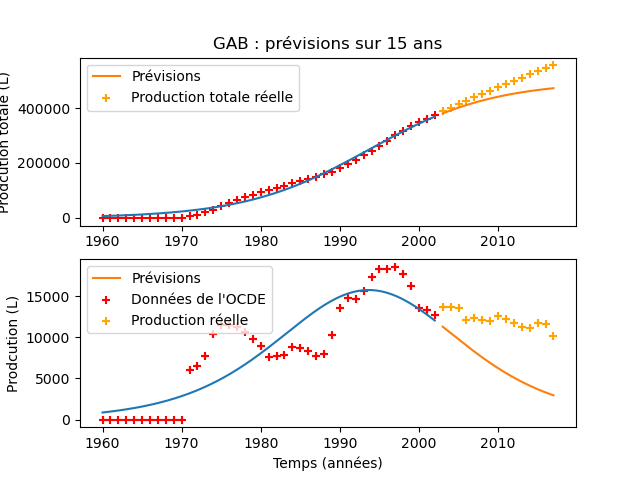 GAB : prévisions sur 15 ans
Prodcution totale (L)
400000
200000
0
Prévisions
Production totale réelle
1960 1970 1980 1990 2000 2010
Prodcution (L)
15000
10000
5000
0
Prévisions
Données de l'OCDE
Production réelle
1960 1970 1980 1990 2000 2010
Temps (années)